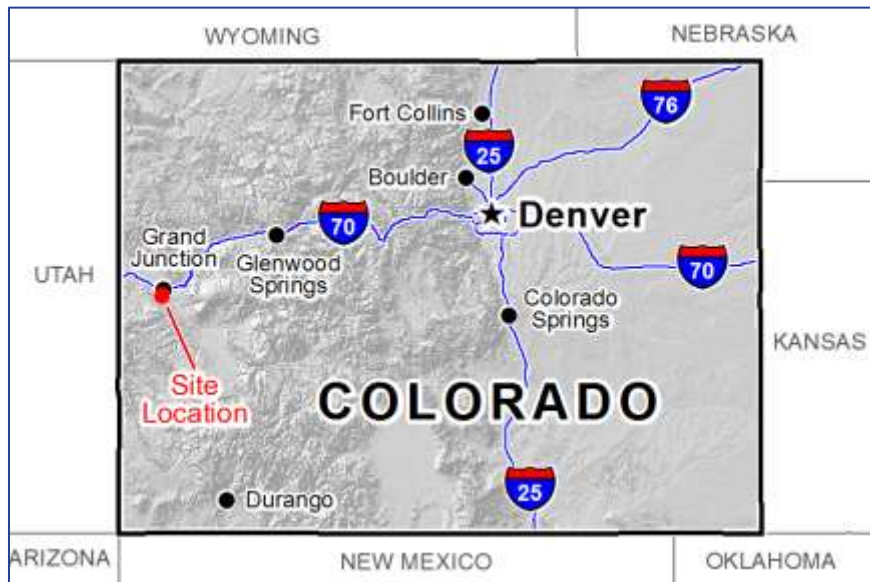 WYOMING
NEBRASKA
Fort Collins
76
25
Boulder
Denver
70
Grand
Junction
Glenwood
Springs
UTAH
70
Colorado
Springs
KANSAS
Site
Location
COLORADO
25
Durango
ARIZONA
NEW MEXICO
OKLAHOMA